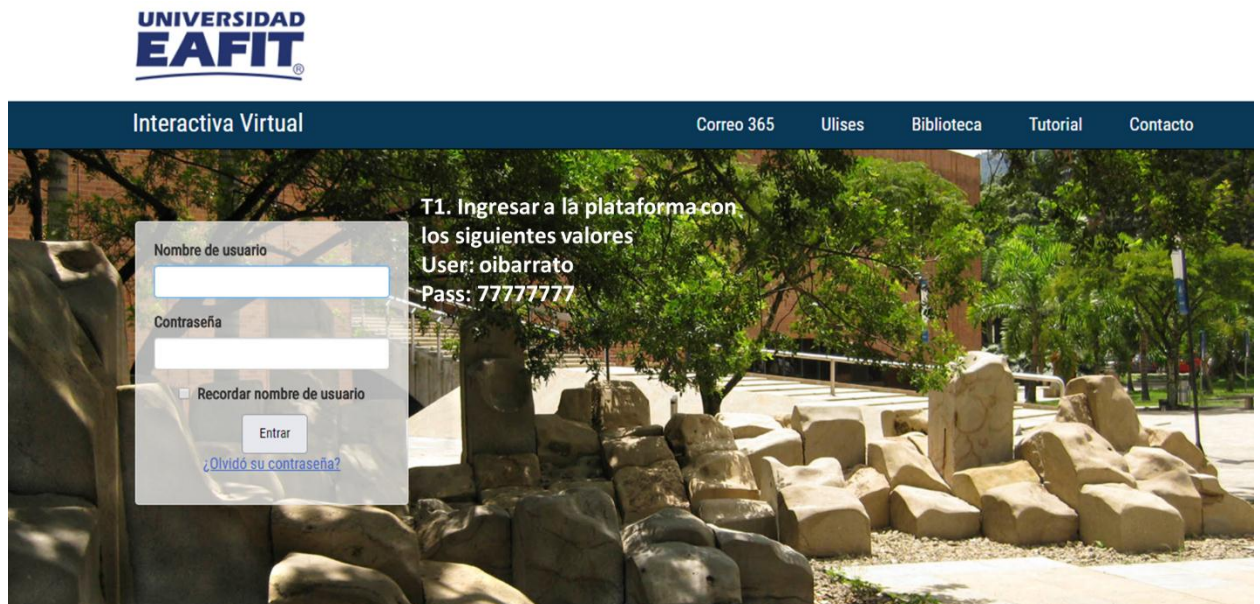 UNIVERSIDAD
EAFIT®
Interactiva Virtual
Correo 365
Ulises
Biblioteca
Tutorial
Contacto
T1. Ingresar a la plataforma con
los siguientes valores
User: oibarrato
Pass: 77777777
Nombre de usuario
Contraseña
Recordar nombre de usuario
Entrar
¿Olvidó su contraseña?